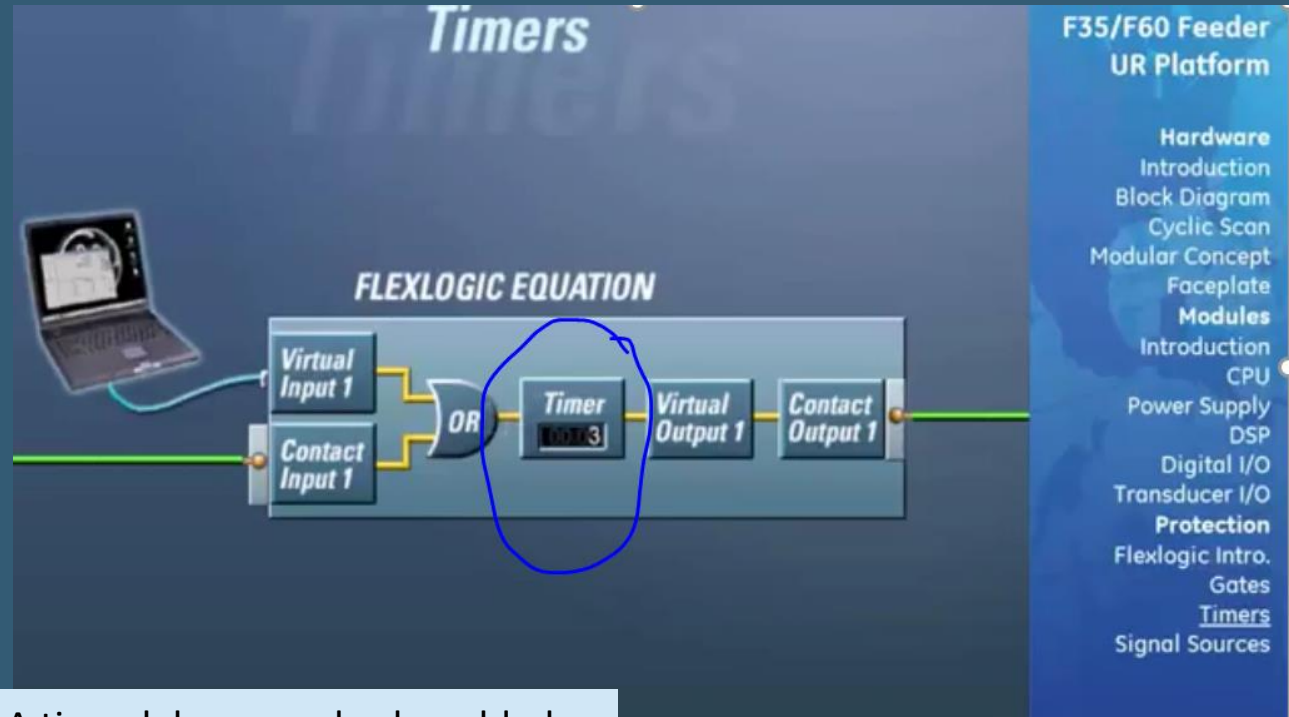 Timers
FLEXLOGIC EQUATION
Virtual
Input 1
Contact
Input 1
OR
Timer
00.03
Virtual
Output 1
Contact
Output 1
F35/F60 Feeder
UR Platform
Hardware
Introduction
Block Diagram
Cyclic Scan
Modular Concept
Faceplate
Modules
Introduction
CPU
Power Supply
DSP
Digital I/O
Transducer I/O
Protection
Flexlogic Intro.
Gates
Timers
Signal Sources